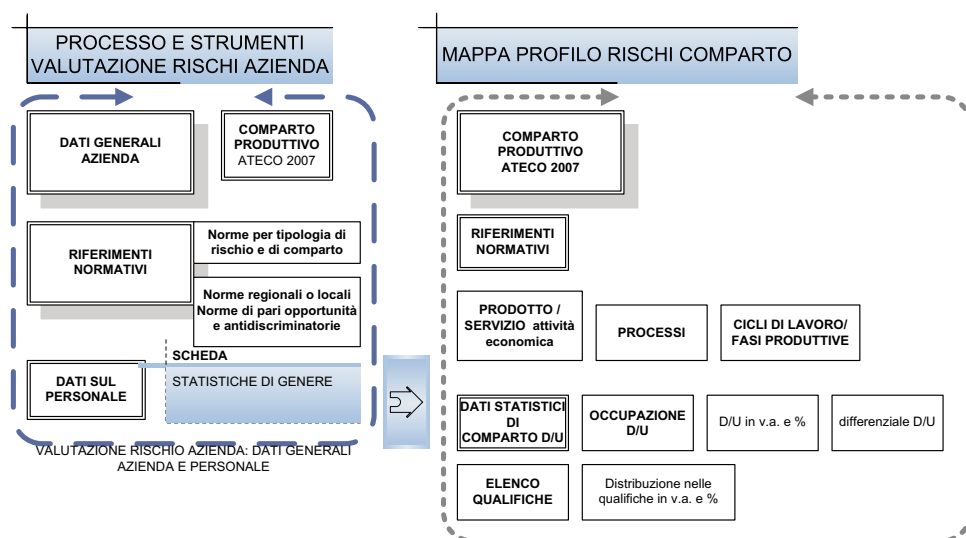 PROCESSO E STRUMENTI
VALUTAZIONE RISCHI AZIENDA
DATI GENERALI
AZIENDA
COMPARTO
PRODUTTIVO
ATECO 2007
RIFERIMENTI
NORMATIVI
Norme per tipologia di
rischio e di comparto
Norme regionali o locali
Norme di pari opportunità
e antidiscriminatorie
DATI SUL
PERSONALE
SCHEDA
STATISTICHE DI GENERE
VALUTAZIONE RISCHIO AZIENDA: DATI GENERALI
AZIENDA E PERSONALE
MAPPA PROFILO RISCHI COMPARTO
COMPARTO
PRODUTTIVO
ATECO 2007
RIFERIMENTI
NORMATIVI
PRODOTTO /
SERVIZIO attività
economica
PROCESSI
CICLI DI LAVORO/
FASI PRODUTTIVE
DATI STATISTICI
DI
COMPARTO D/U
OCCUPAZIONE
D/U
D/U in v.a. e %
differenziale D/U
ELENCO
QUALIFICHE
Distribuzione nelle
qualifiche in v.a. e %